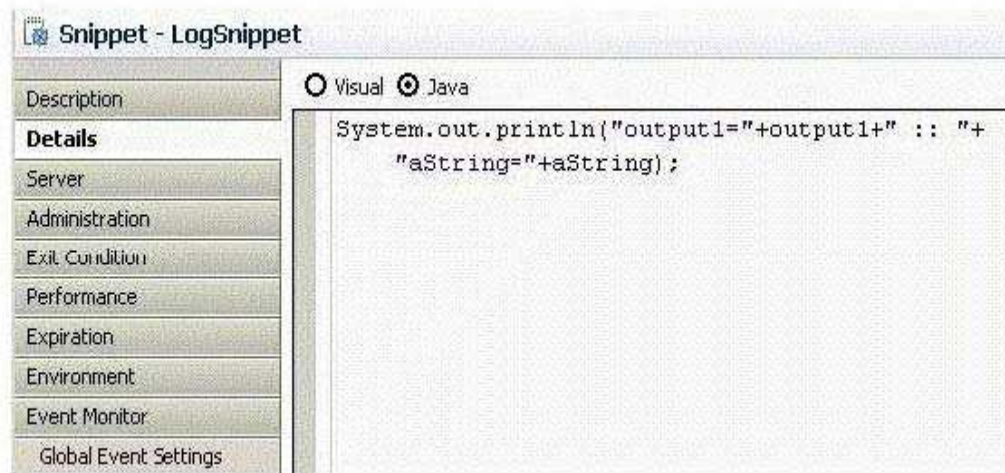 Snippet - LogSnippet
Description
Details
Server
Administration
Exit Condition
Performance
Expiration
Environment
Event Monitor
Global Event Settings
Visual Java
System.out.println("output1="+output1+" :: "+
"aString="+aString);